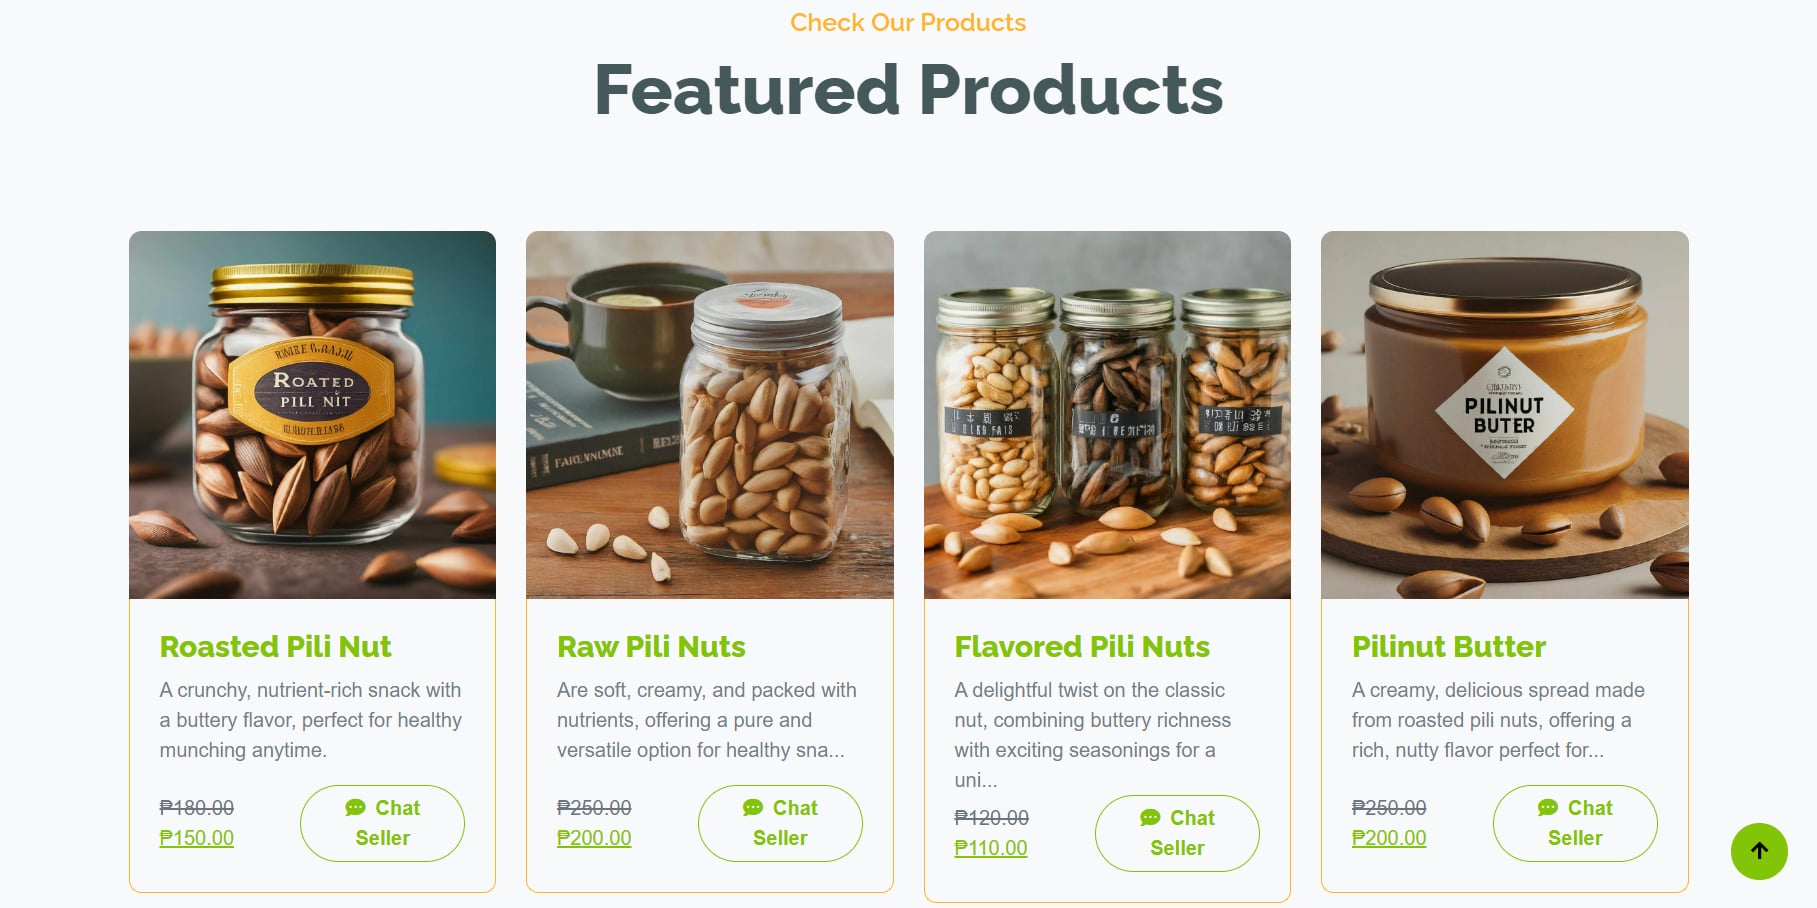 Check Our Products
Featured Products
ROATED
PILI NIT
PILINUT
BUTER
Roasted Pili Nut
A crunchy, nutrient-rich snack with
a buttery flavor, perfect for healthy
munching anytime.
₱180.00
₱150.00
Chat
Seller
Raw Pili Nuts
Are soft, creamy, and packed with
nutrients, offering a pure and
versatile option for healthy sna...
₱250.00
₱200.00
Chat
Seller
Flavored Pili Nuts
A delightful twist on the classic
nut, combining buttery richness
with exciting seasonings for a
uni...
₱120.00
₱110.00
Chat
Seller
Pilinut Butter
A creamy, delicious spread made
from roasted pili nuts, offering a
rich, nutty flavor perfect for...
₱250.00
₱200.00
Chat
Seller